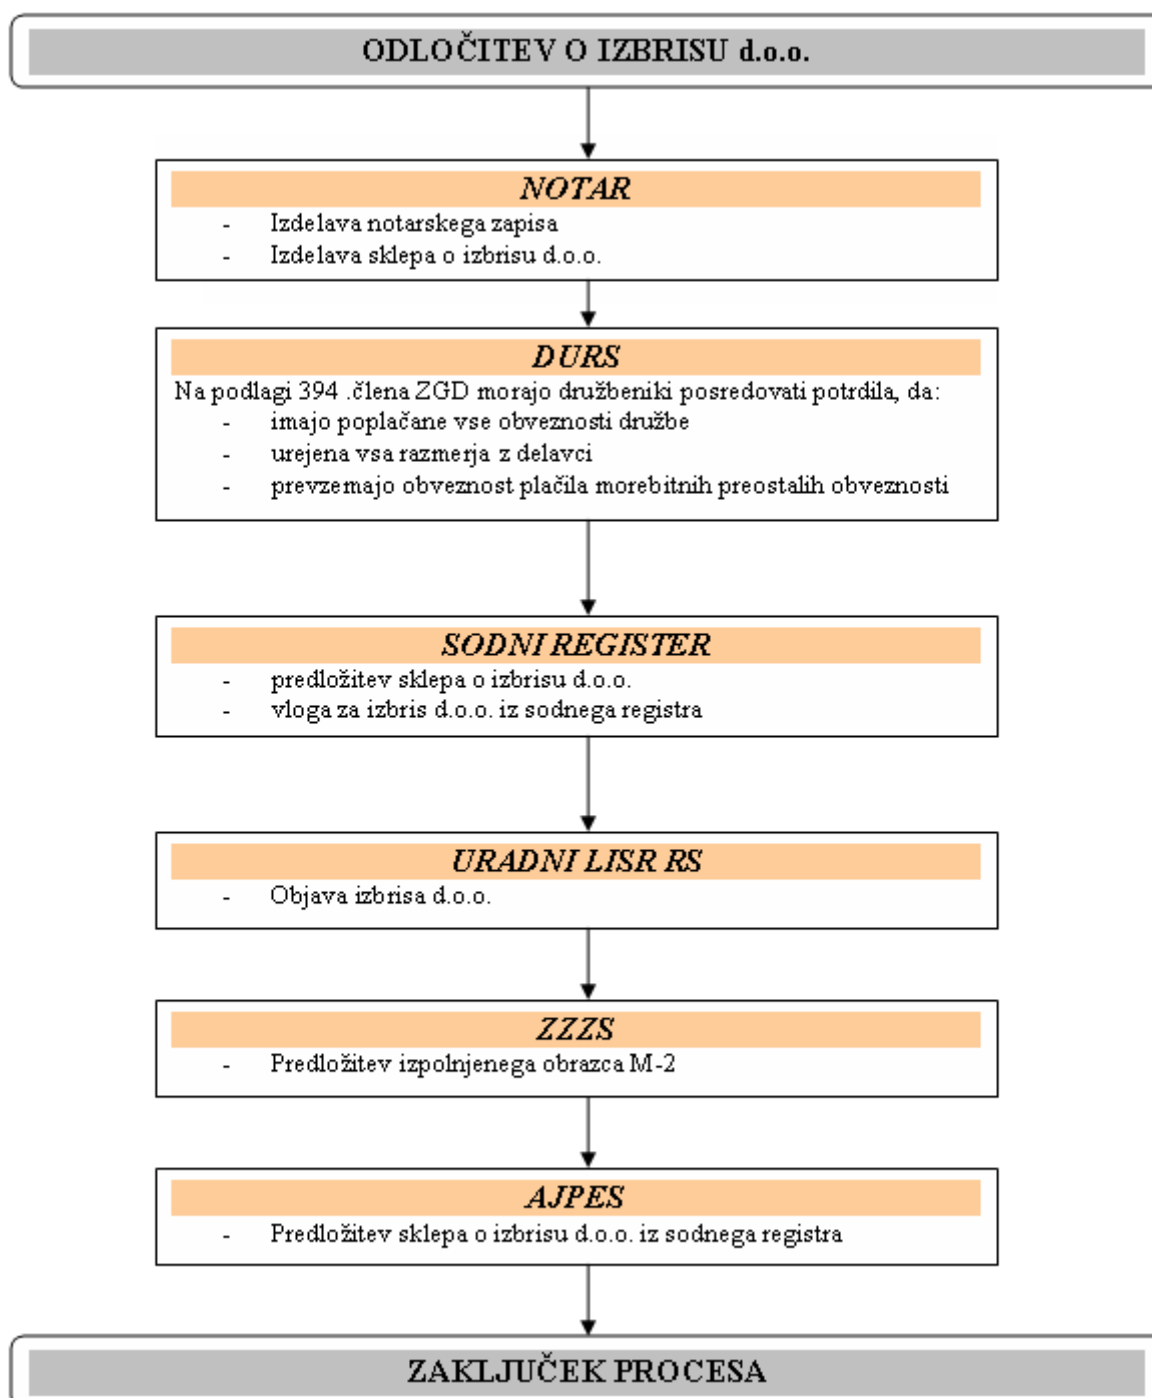 ODLOČITEV O IZBRISU d.o.o.
NOTAR
- Izdelava notarskega zapisa
- Izdelava sklepa o izbrisu d.o.o.
DURS
Na podlagi 394 .člena ZGD morajo družbeniki posredovati potrdila, da:
- imajo poplačane vse obveznosti družbe
- urejena vsa razmerja z delavci
- prevzemajo obveznost plačila morebitnih preostalih obveznosti
SODNI REGISTER
- predložitev sklepa o izbrisu d.o.o.
- vloga za izbris d.o.o. iz sodnega registra
URADNI LISR RS
- Objava izbrisa d.o.o.
ZZZS
- Predložitev izpolnjenega obrazca M-2
AJPES
- Predložitev sklepa o izbrisu d.o.o. iz sodnega registra
ZAKLJUČEK PROCESA